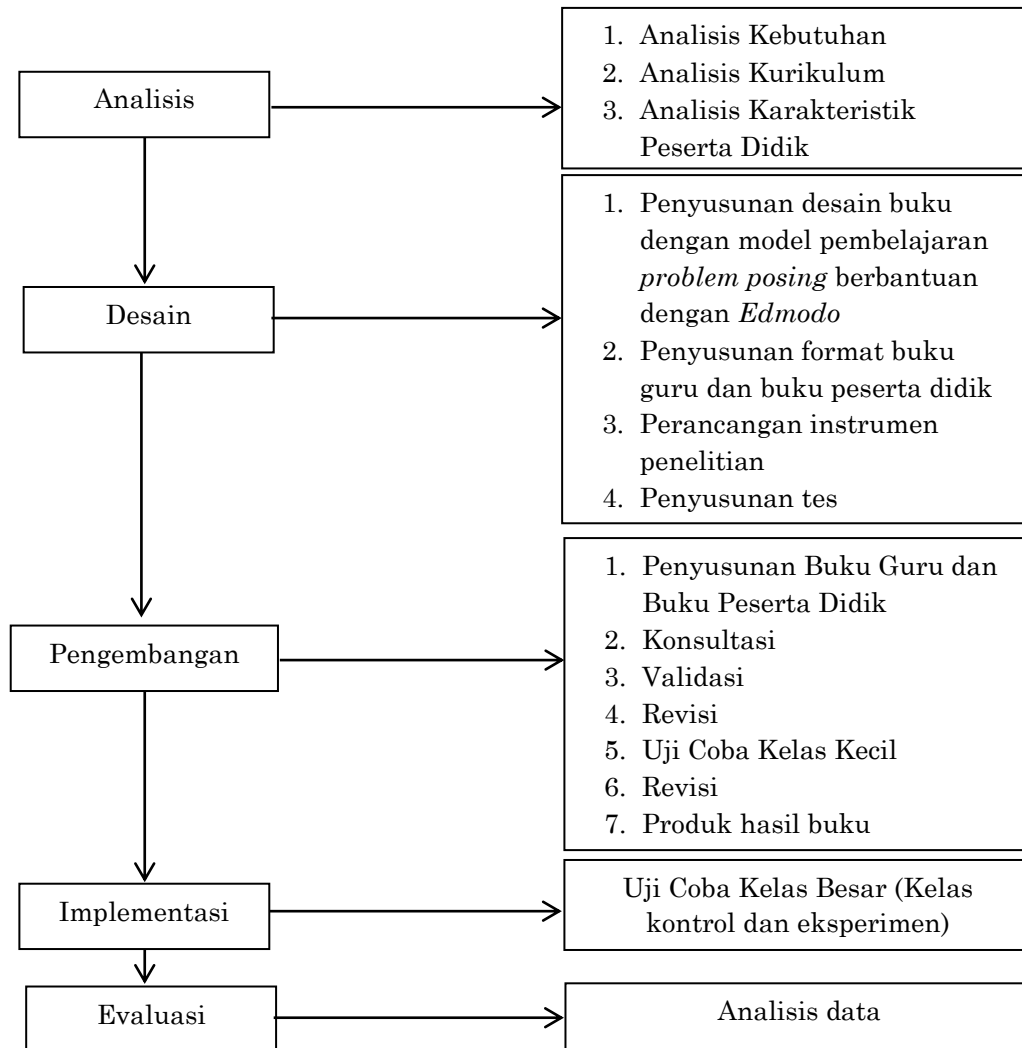 Analisis
1. Analisis Kebutuhan
2. Analisis Kurikulum
3. Analisis Karakteristik
Peserta Didik
Desain
1. Penyusunan desain buku
dengan model pembelajaran
problem posing berbantuan
dengan Edmodo
2. Penyusunan format buku
guru dan buku peserta didik
3. Perancangan instrumen
penelitian
4. Penyusunan tes
Pengembangan
1. Penyusunan Buku Guru dan
Buku Peserta Didik
2. Konsultasi
3. Validasi
4. Revisi
5. Uji Coba Kelas Kecil
6. Revisi
7. Produk hasil buku
Implementasi
Uji Coba Kelas Besar (Kelas
kontrol dan eksperimen)
Evaluasi
Analisis data